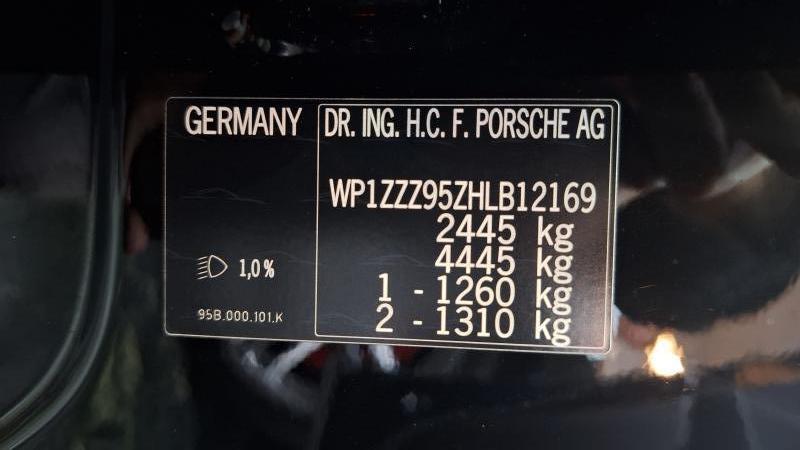 GERMANY
DR. ING. H.C. F. PORSCHE AG
WP1ZZZ95ZHLB12169
2445 kg
4445 kg
1 - 1260 kg
2 - 1310 kg
1,0 %
95B.000.101.K